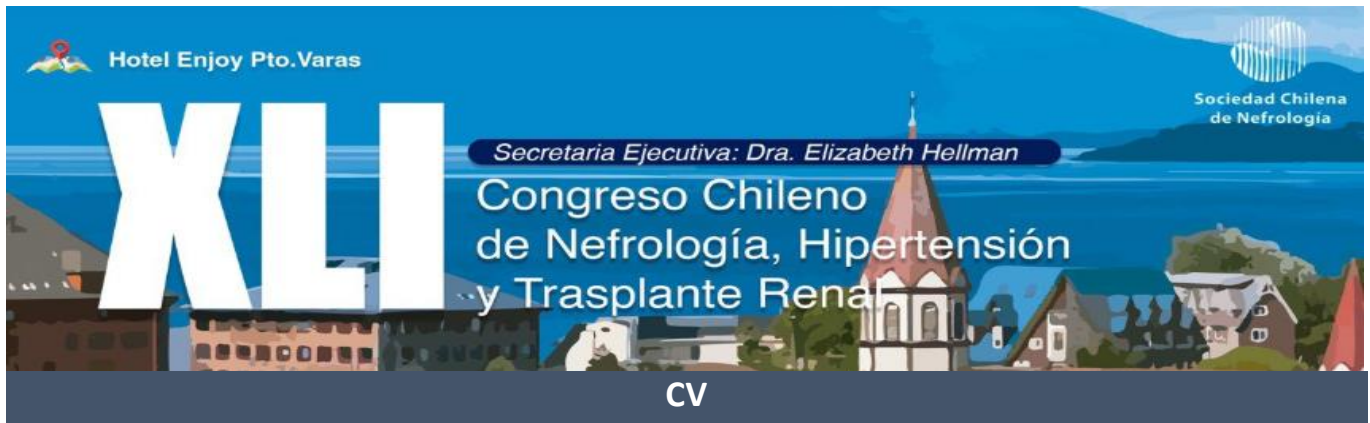 Hotel Enjoy Pto.Varas
Sociedad Chilena
de Nefrología
XLI
Secretaria Ejecutiva: Dra. Elizabeth Hellman
Congreso Chileno
de Nefrología, Hipertensión
y Trasplante Renal
CV